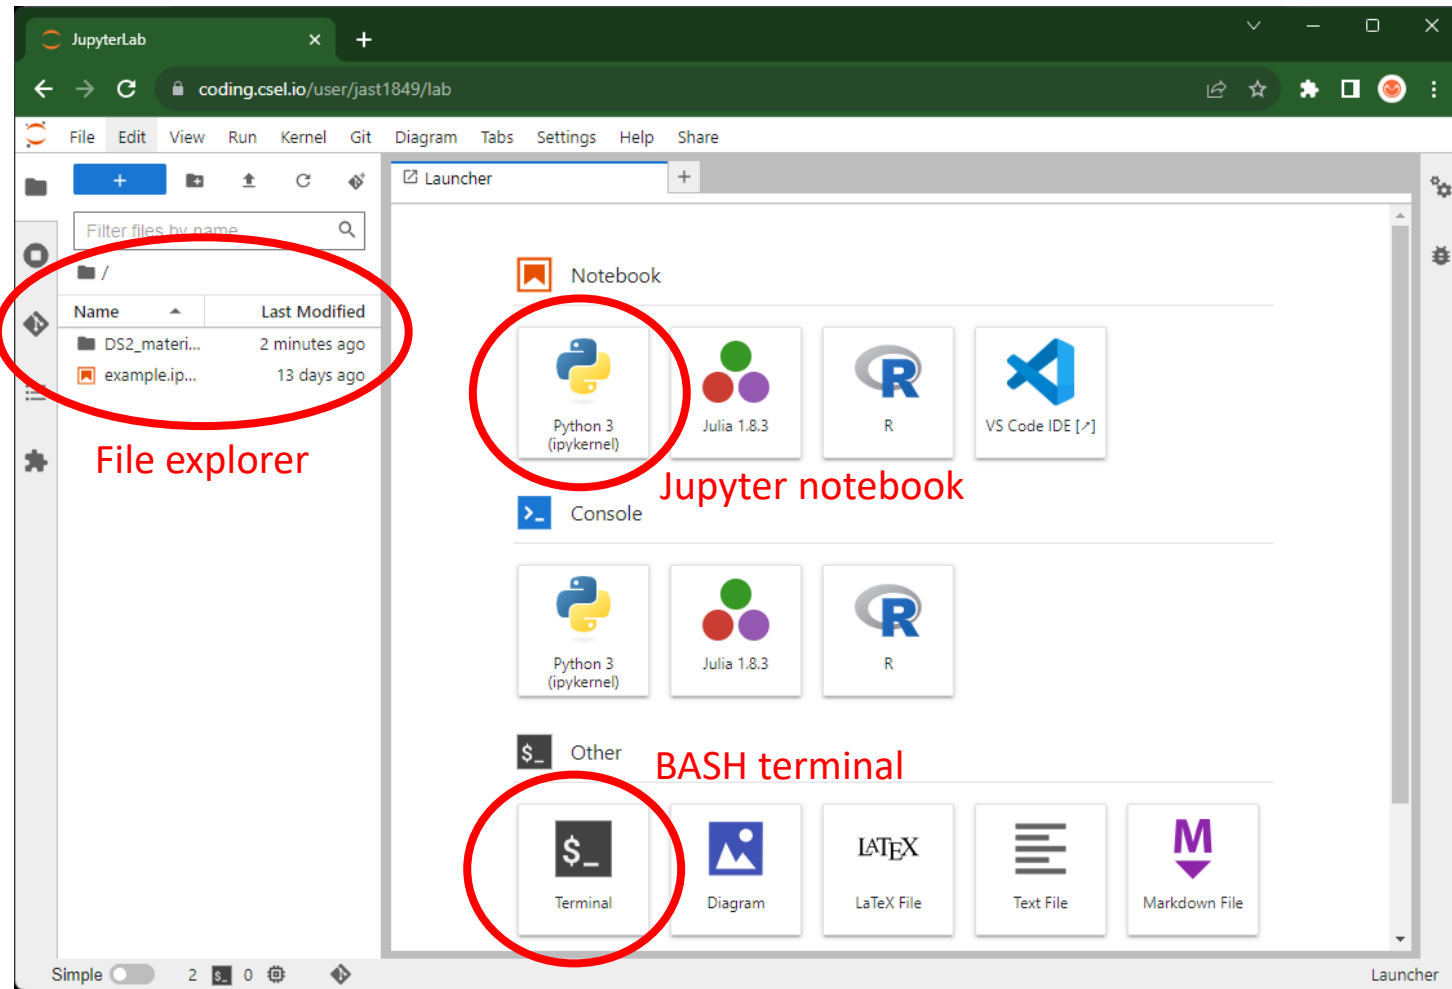 JupyterLab
coding.csel.io/user/jast1849/lab
File Edit View Run Kernel Git Diagram Tabs Settings Help Share
Launcher
Filter files by name
/
Name Last Modified
DS2_materi... 2 minutes ago
example.ip... 13 days ago
File explorer
Notebook
Python 3
(ipykernel)
Julia 1.8.3
R
VS Code IDE [↗]
Jupyter notebook
Console
Python 3
(ipykernel)
Julia 1.8.3
R
$_ Other
BASH terminal
$_
Terminal
Diagram
LATEX
LaTeX File
Text File
M
Markdown File
Simple 2 $_ 0
Launcher